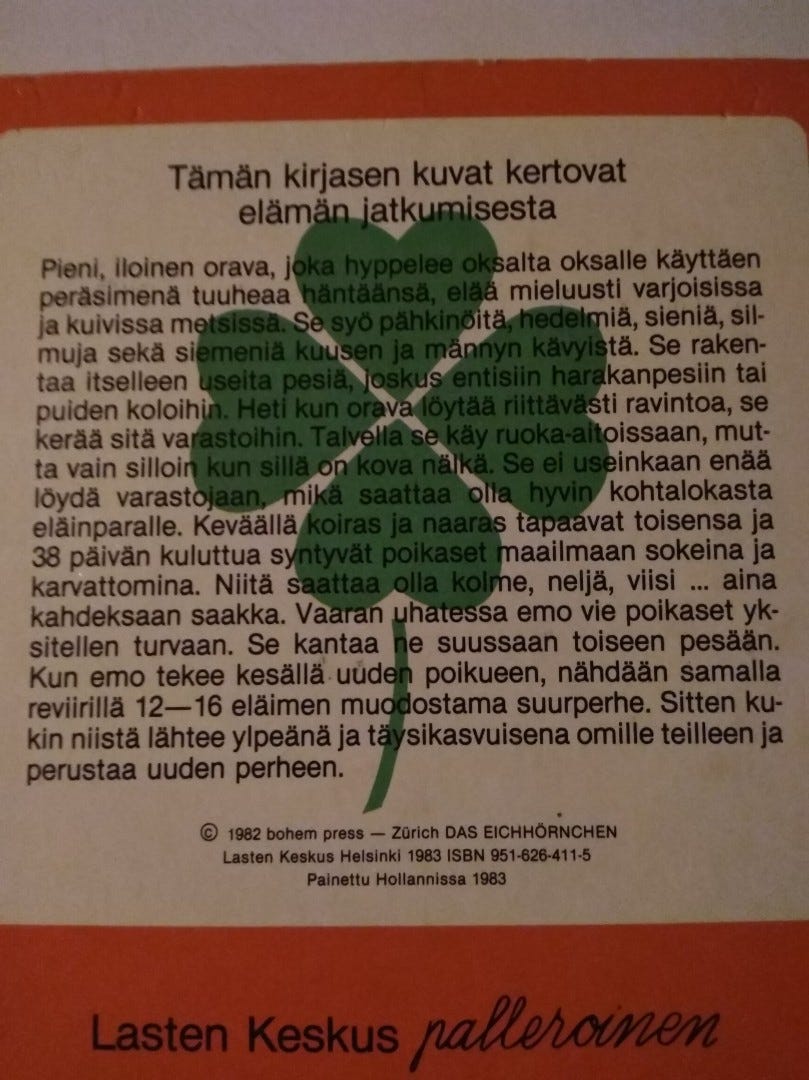 Tämän kirjasen kuvat kertovat
elämän jatkumisesta
Pieni, iloinen orava, joka hyppelee oksalta oksalle käyttäen
peräsimenä tuuheaa häntäänsä, elää mieluusti varjoisissa
ja kuivissa metsissä. Se syö pähkinöitä, hedelmiä, sieniä, sil-
muja sekä siemeniä kuusen ja männyn kävyistä. Se raken-
taa itselleen useita pesiä, joskus entisiin harakanpesiin tai
puiden koloihin. Heti kun orava löytää riittävästi ravintoa, se
kerää sitä varastoihin. Talvella se käy ruoka-aitoissaan, mut-
ta vain silloin kun sillä on kova nälkä. Se ei useinkaan enää
löydä varastojaan, mikä saattaa olla hyvin kohtalokasta
eläinparalle. Keväällä koiras ja naaras tapaavat toisensa ja
38 päivän kuluttua syntyvät poikaset maailmaan sokeina ja
karvattomina. Niitä saattaa olla kolme, neljä, viisi ... aina
kahdeksaan saakka. Vaaran uhatessa emo vie poikaset yk-
sitellen turvaan. Se kantaa ne suussaan toiseen pesään.
Kun emo tekee kesällä uuden poikueen, nähdään samalla
reviirillä 12—16 eläimen muodostama suurperhe. Sitten ku-
kin niistä lähtee ylpeänä ja täysikasvuisena omille teilleen ja
perustaa uuden perheen.
© 1982 bohem press — Zürich DAS EICHHÖRNCHEN
Lasten Keskus Helsinki 1983 ISBN 951-626-411-5
Painettu Hollannissa 1983
Lasten Keskus palleroinen